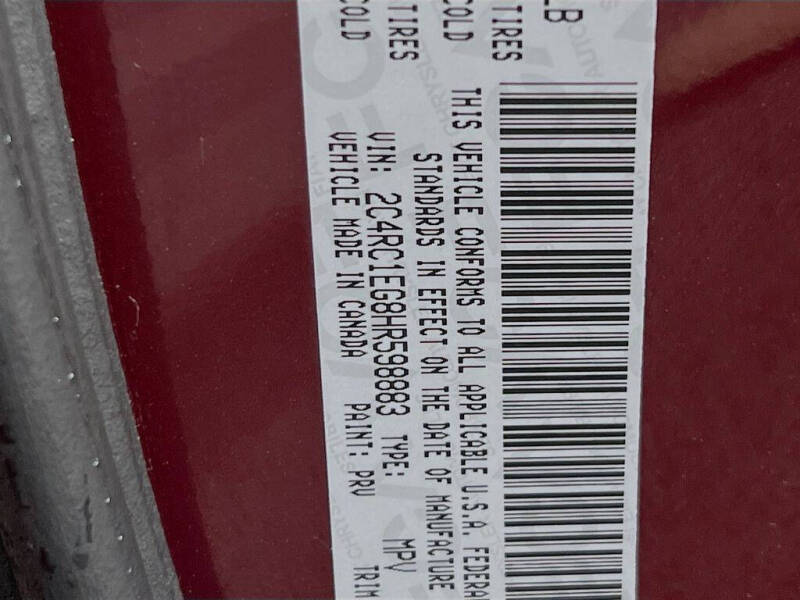 LB
TIRES
COLD
TIRES
COLD
THIS VEHICLE CONFORMS TO ALL APPLICABLE U.S.A. FEDERA
STANDARDS IN EFFECT ON THE DATE OF MANUFACTURE
VIN: 2C4RC1EG8HR598883 TYPE: MPV
VEHICLE MADE IN CANADA PAINT: PRV TRIM